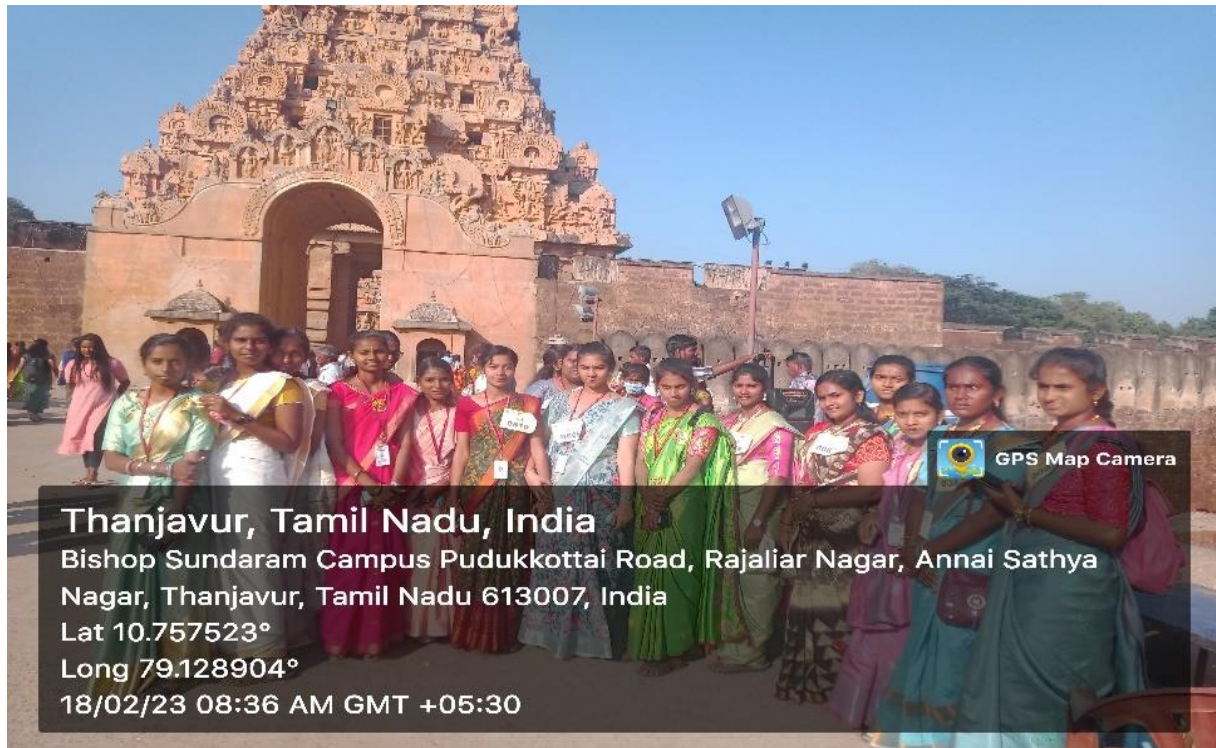 GPS Map Camera
Thanjavur, Tamil Nadu, India
Bishop Sundaram Campus Pudukkottai Road, Rajaliar Nagar, Annai Sathya
Nagar, Thanjavur, Tamil Nadu 613007, India
Lat 10.757523°
Long 79.128904°
18/02/23 08:36 AM GMT +05:30